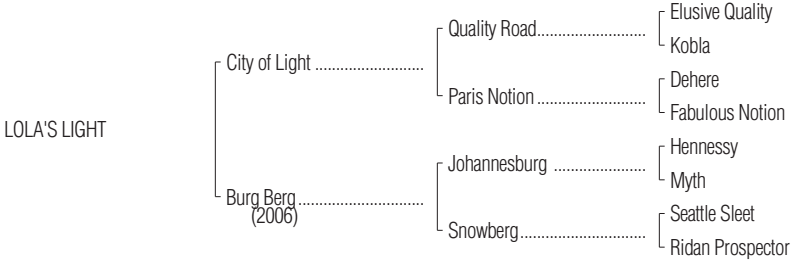 Elusive Quality
Quality Road..........................
Kobla
City of Light ..........................
Dehere
Paris Notion ..........................
Fabulous Notion
LOLA'S LIGHT
Hennessy
Johannesburg ......................
Myth
Burg Berg..............................
(2006)
Seattle Sleet
Snowberg..............................
Ridan Prospector